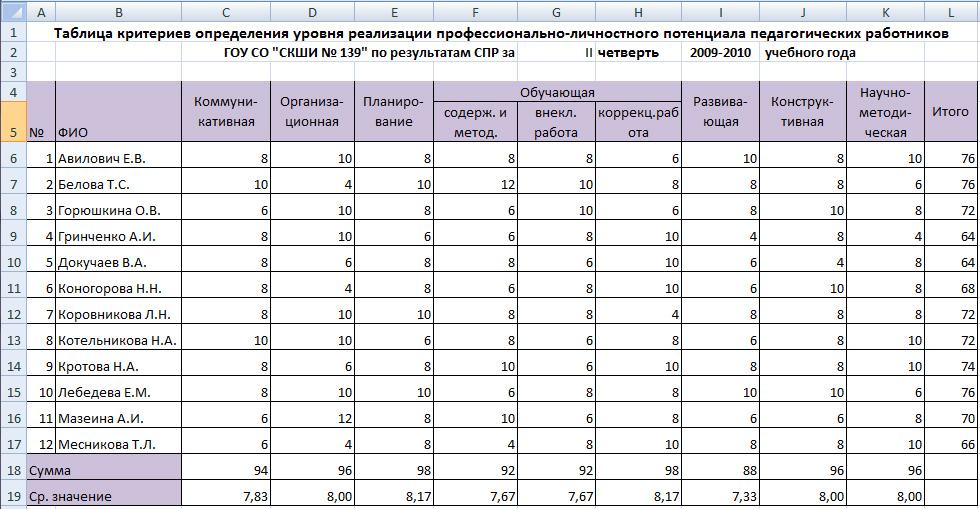 A B C D E F G H I J K L
1 Таблица критериев определения уровня реализации профессионально-личностного потенциала педагогических работников
2 ГОУ СО "СКШИ № 139" по результатам СПР за II четверть 2009-2010 учебного года
3
4 Обучающая
5 № ФИО Коммуни- Организа- Планиро- содерж. и внекл. коррекц.раб Развива- Конструк- Научно- Итого
кативная ционная вание метод. работа ота ющая тивная методи-
ческая
6 1 Авилович Е.В. 8 10 8 8 8 6 10 8 10 76
7 2 Белова Т.С. 10 4 10 12 10 8 8 8 6 76
8 3 Горюшкина О.В. 6 10 8 6 10 6 8 10 8 72
9 4 Гринченко А.И. 8 10 6 6 8 10 4 8 4 64
10 5 Докучаев В.А. 8 6 8 8 6 10 6 4 8 64
11 6 Коногорова Н.Н. 8 4 8 6 8 10 6 10 8 68
12 7 Коровникова Л.Н. 8 10 10 8 8 4 8 8 8 72
13 8 Котельникова Н.А. 10 10 6 8 6 8 6 8 10 72
14 9 Кротова Н.А. 8 6 8 10 6 10 8 8 10 74
15 10 Лебедева Е.М. 8 10 10 6 8 8 10 10 6 76
16 11 Мазеина А.И. 6 12 8 10 6 8 6 6 8 70
17 12 Месникова Т.Л. 6 4 8 4 8 10 8 8 10 66
18 Сумма 94 96 98 92 92 98 88 96 96
19 Ср. значение 7,83 8,00 8,17 7,67 7,67 8,17 7,33 8,00 8,00